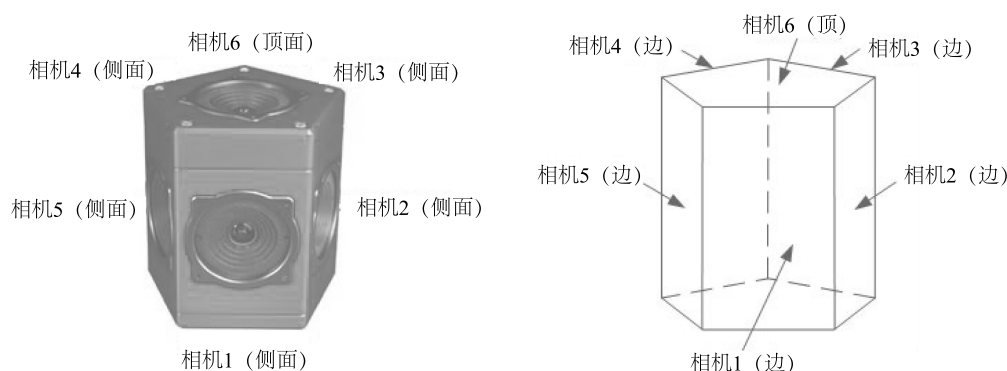 相机6（顶面）
相机4（侧面）
相机3（侧面）
相机5（侧面）
相机2（侧面）
相机1（侧面）
相机6（顶）
相机4（边）
相机3（边）
相机5（边）
相机2（边）
相机1（边）